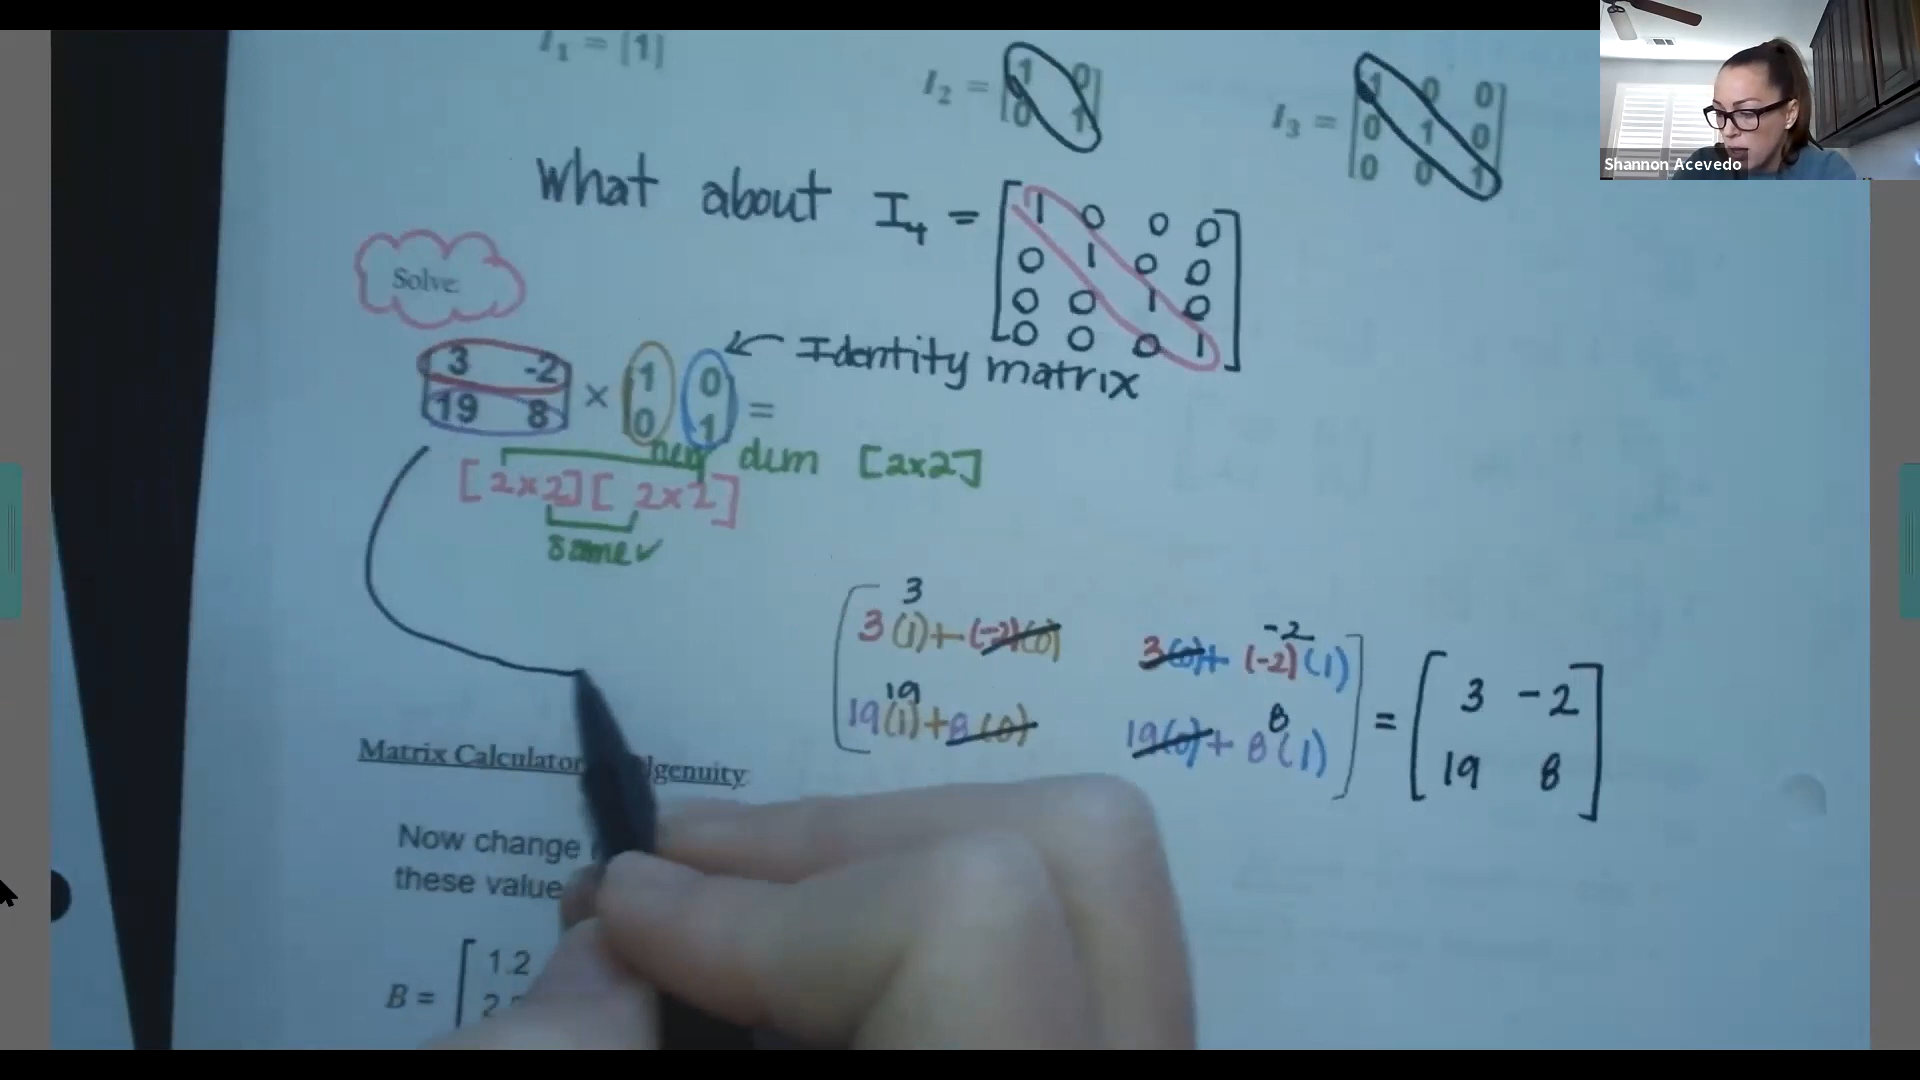 I₁ = [1]
I₂ = [1 0
0 1]
I₃ = [1 0 0
0 1 0
0 0 1]
Shannon Acevedo
What about I₄ = [1 0 0 0
0 1 0 0
0 0 1 0
0 0 0 1]
Solve.
Identity matrix
[3 -2
19 8] × [1 0
0 1] =
new dim [2x2]
[2x2][2x2]
same ✓
3 -2
[3(1)+(-2)(0) 3(0)+(-2)(1)
19 8
19(1)+8(0) 19(0)+8(1)] = [3 -2
19 8]
Matrix Calculator
Now change
these value
B = [1.2
2